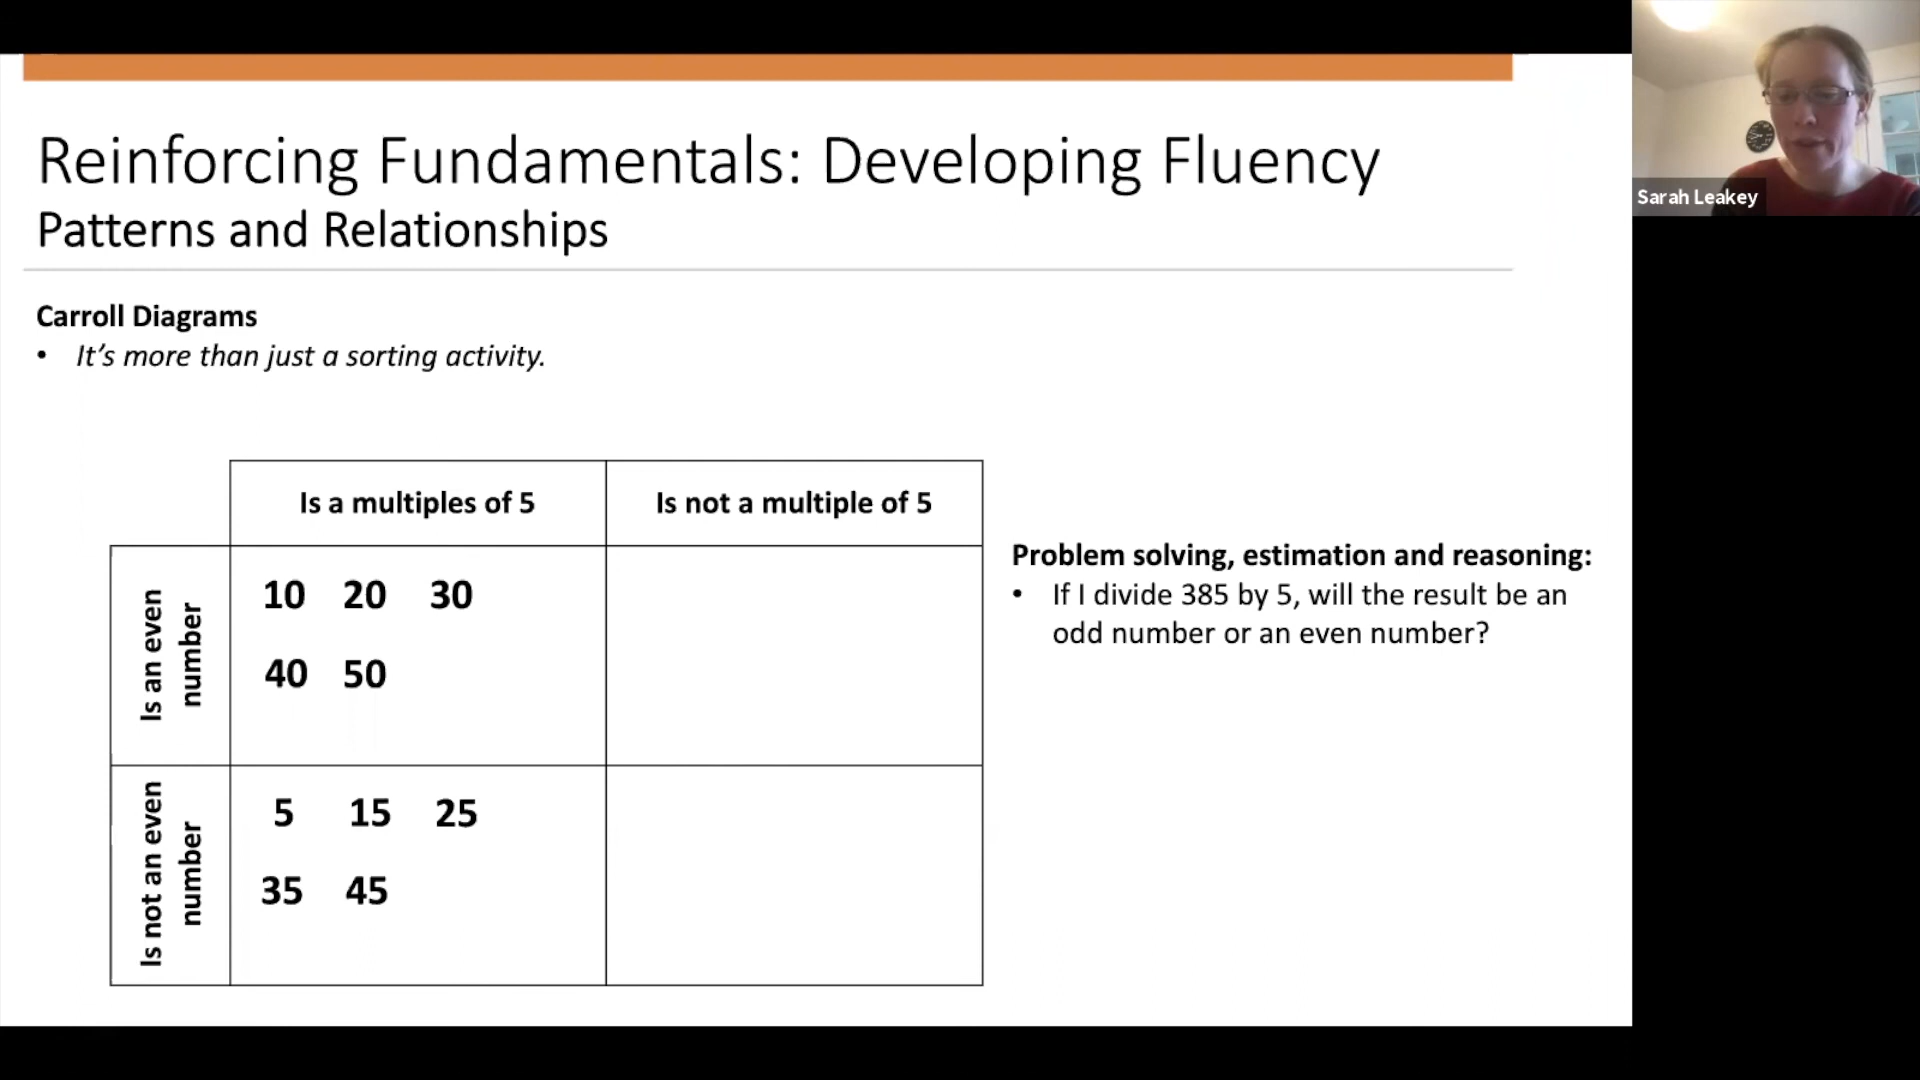 Reinforcing Fundamentals: Developing Fluency
Patterns and Relationships
Carroll Diagrams
• It's more than just a sorting activity.
Is a multiples of 5
Is not a multiple of 5
Is an even
number
10 20 30
40 50
Is not an even
number
5 15 25
35 45
Problem solving, estimation and reasoning:
• If I divide 385 by 5, will the result be an
odd number or an even number?
Sarah Leakey